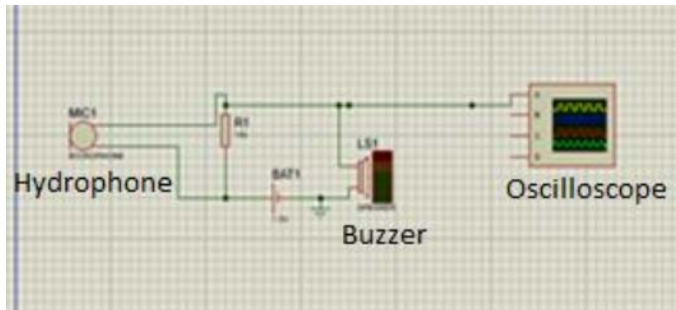 MIC1
R1
LS1
BAT1
Hydrophone
Oscilloscope
Buzzer
A
B
C
D